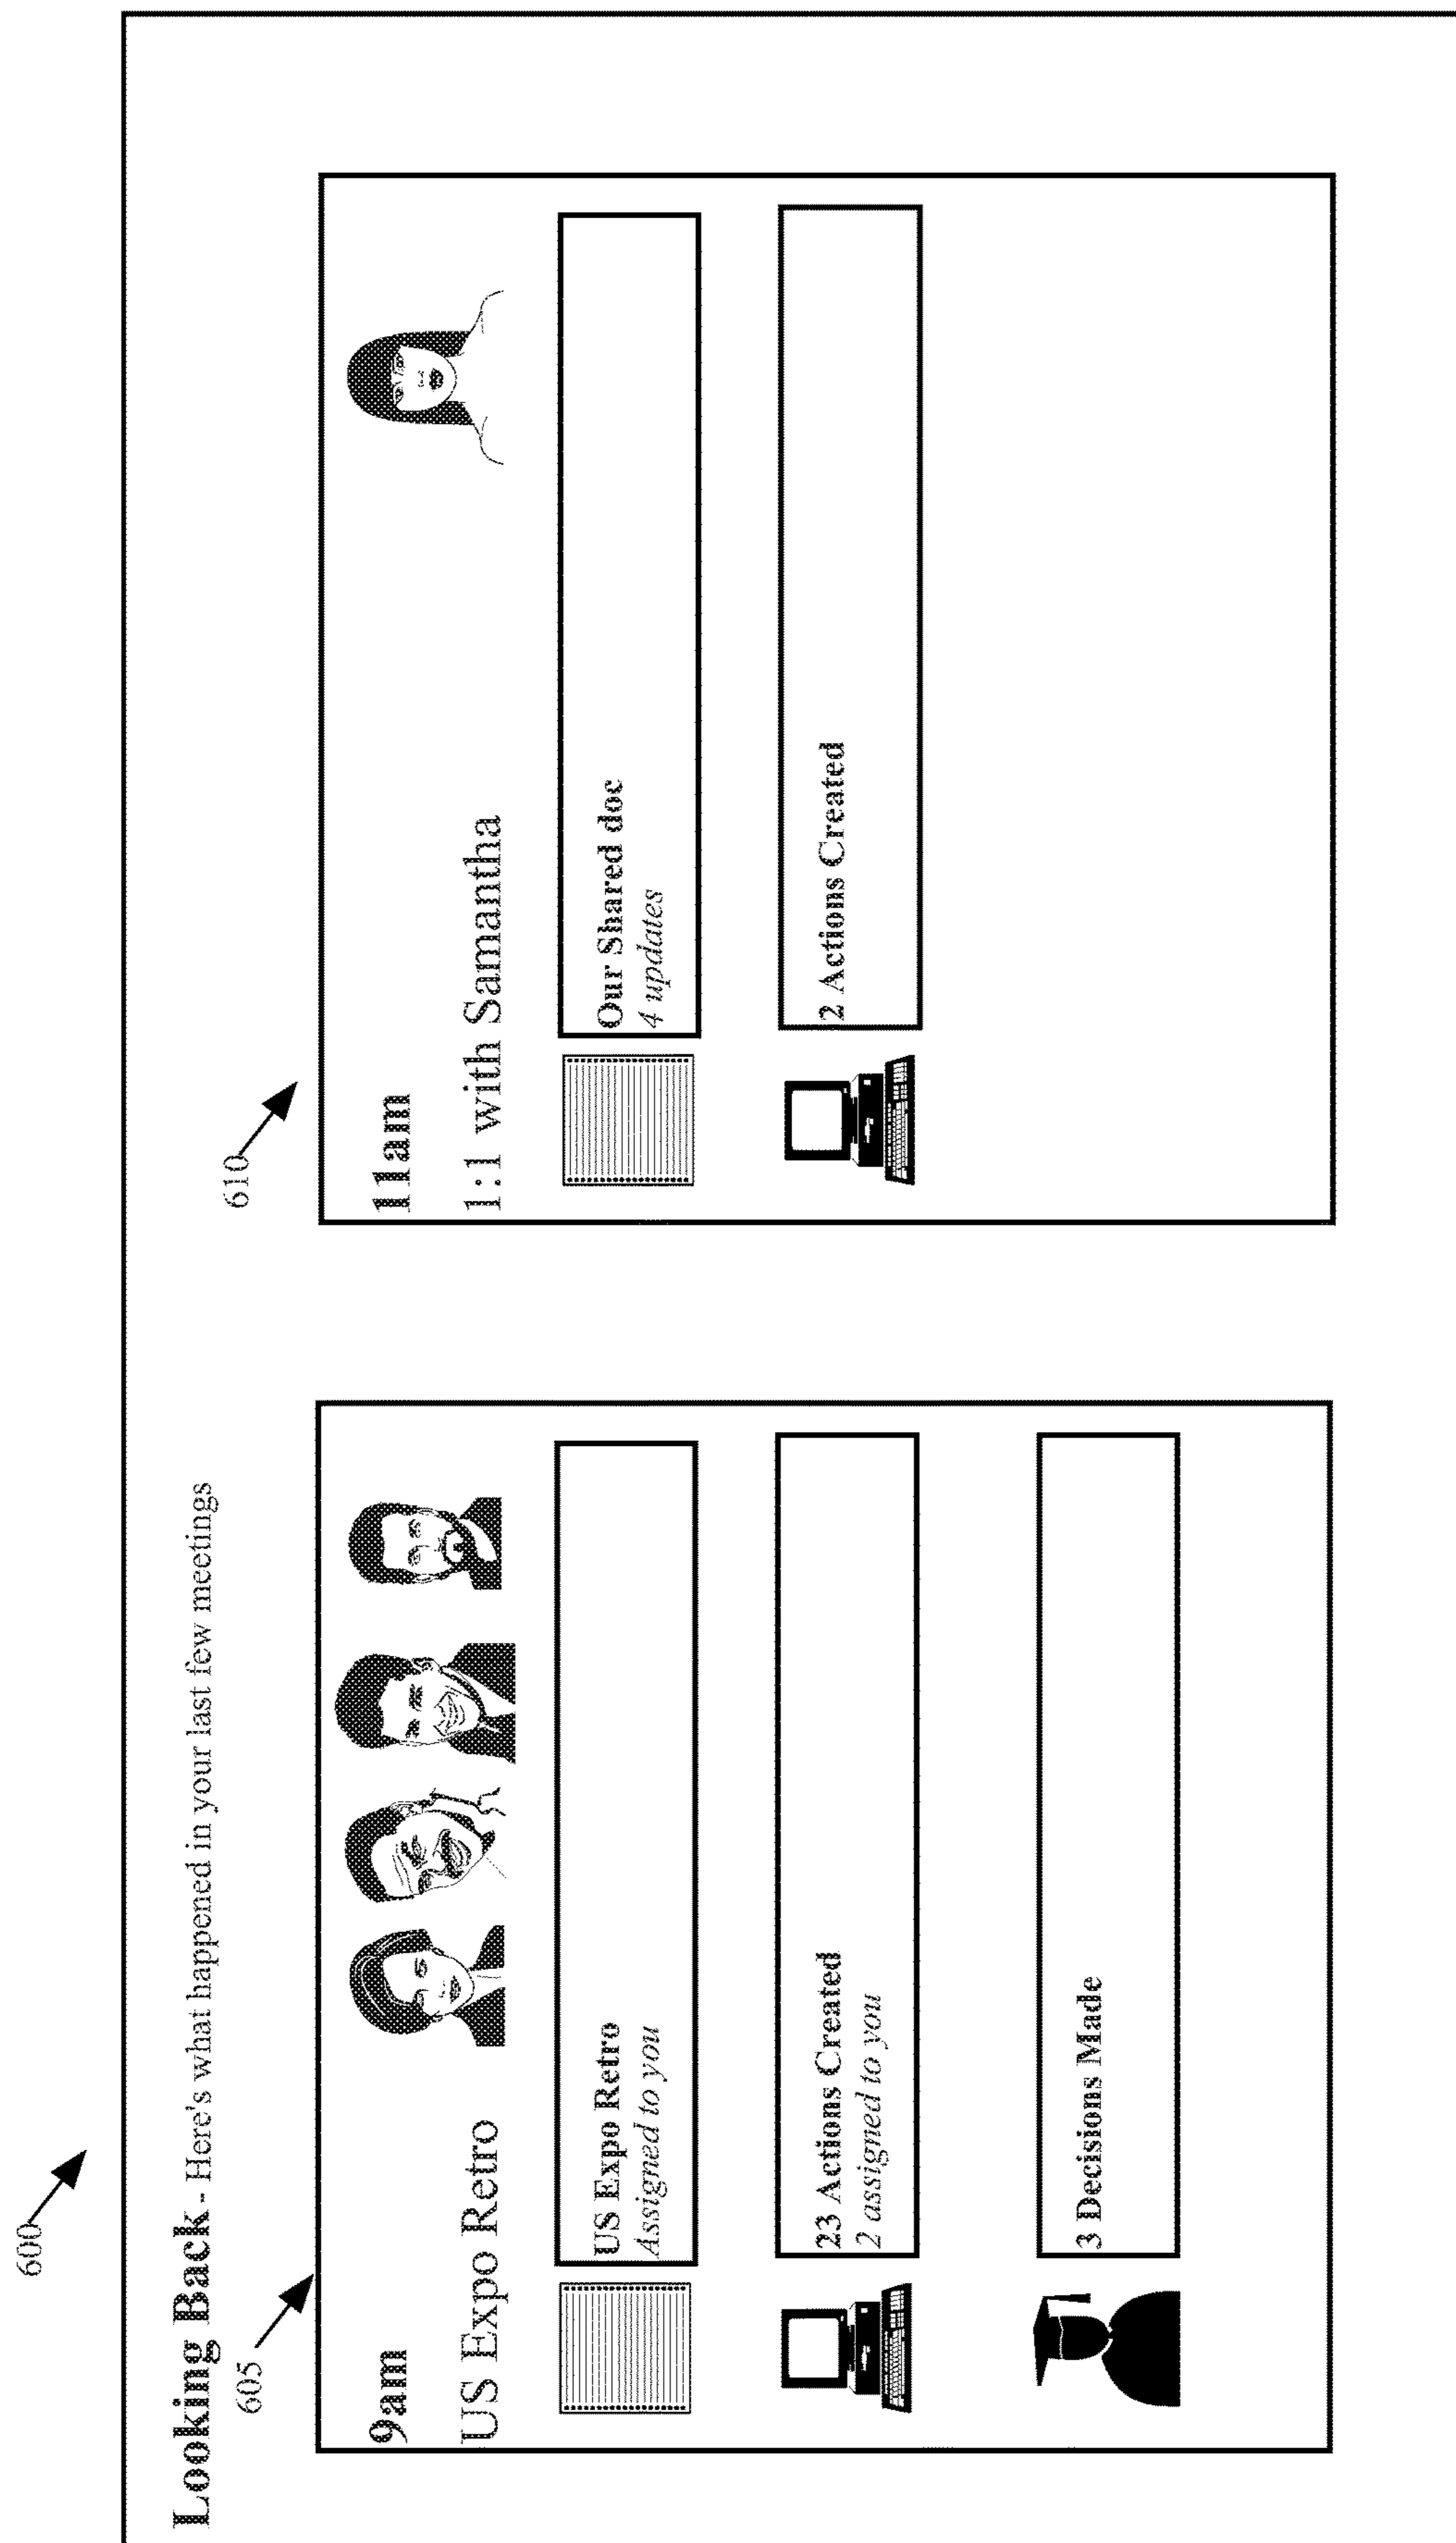 600
Looking Back - Here's what happened in your last few meetings
605
9am
US Expo Retro
US Expo Retro
Assigned to you
23 Actions Created
2 assigned to you
3 Decisions Made
610
11am
1:1 with Samantha
Our Shared doc
4 updates
2 Actions Created